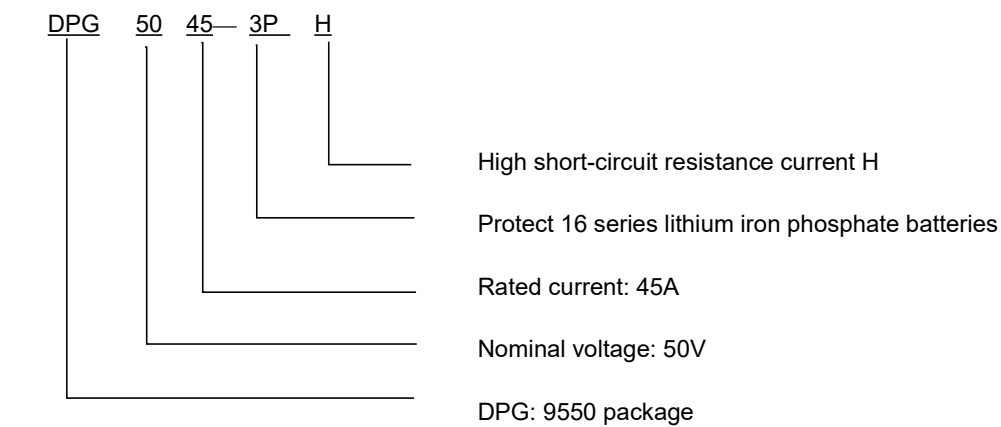 DPG 50 45— 3P H
High short-circuit resistance current H
Protect 16 series lithium iron phosphate batteries
Rated current: 45A
Nominal voltage: 50V
DPG: 9550 package